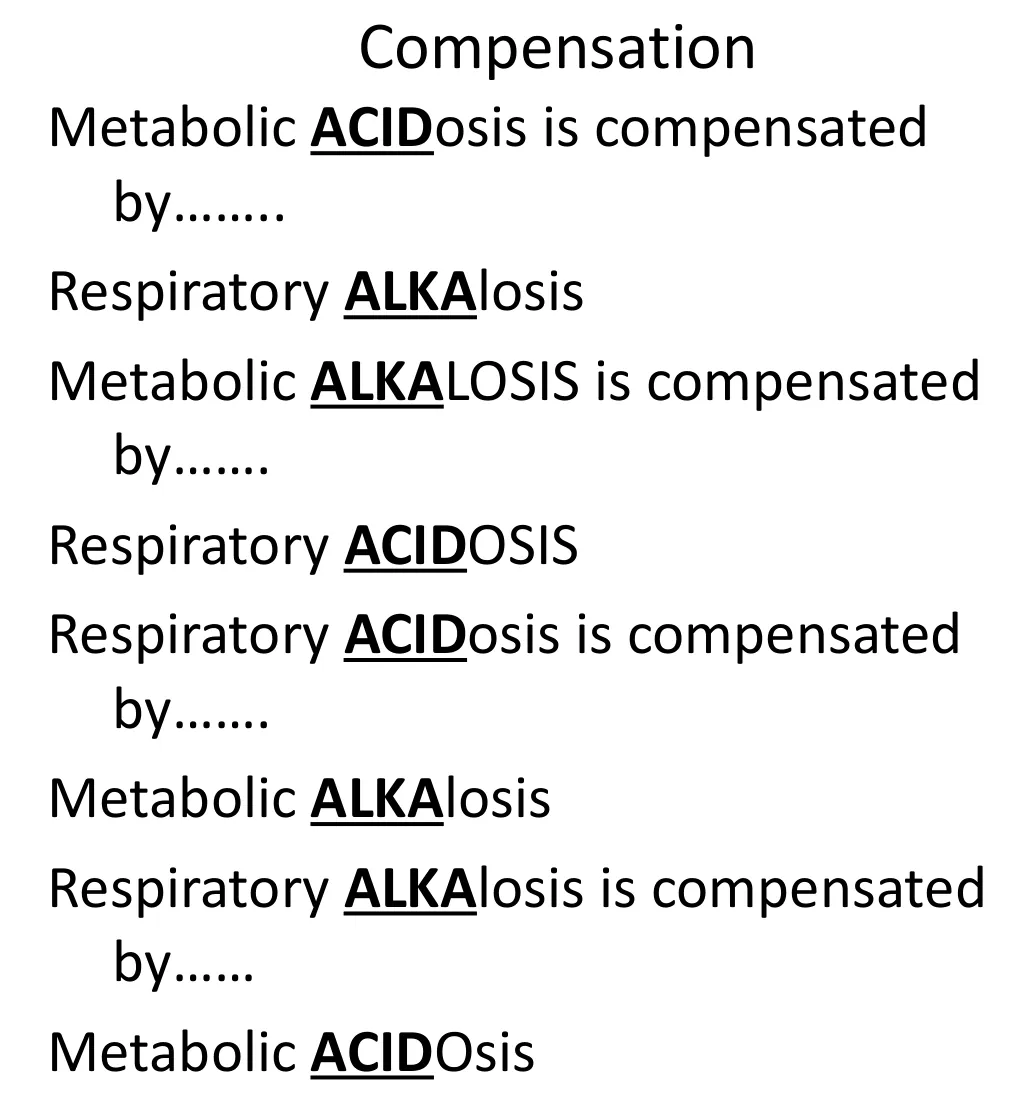 Compensation
Metabolic ACIDosis is compensated
by……..
Respiratory ALKAlosis
Metabolic ALKALOSIS is compensated
by…….
Respiratory ACIDOSIS
Respiratory ACIDosis is compensated
by…….
Metabolic ALKAlosis
Respiratory ALKAlosis is compensated
by……
Metabolic ACIDOsis